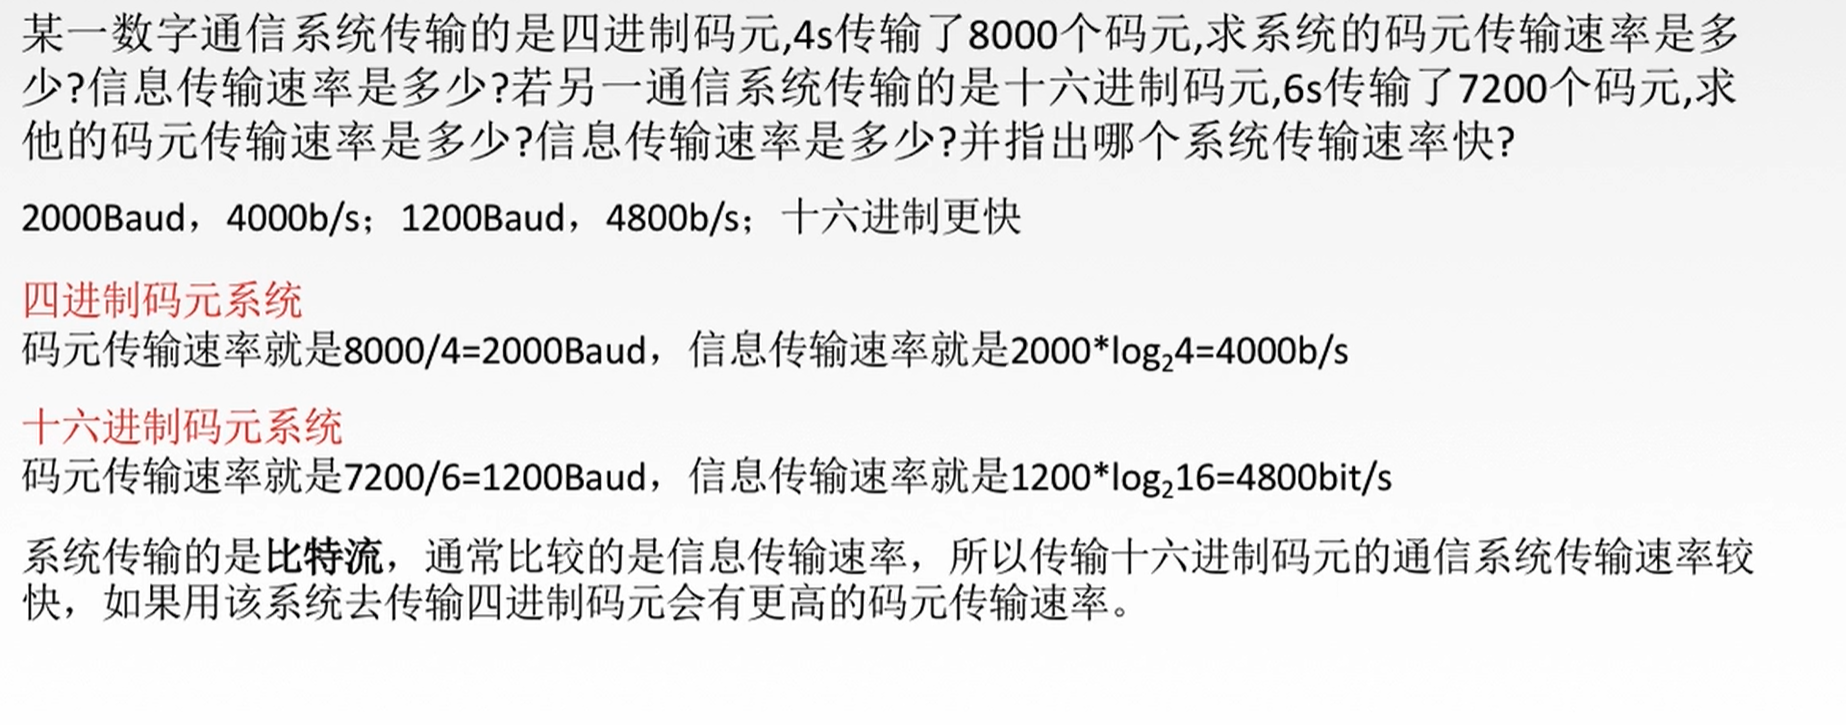 某一数字通信系统传输的是四进制码元,4s传输了8000个码元,求系统的码元传输速率是多
少?信息传输速率是多少?若另一通信系统传输的是十六进制码元,6s传输了7200个码元,求
他的码元传输速率是多少?信息传输速率是多少?并指出哪个系统传输速率快?
2000Baud，4000b/s；1200Baud，4800b/s；十六进制更快
四进制码元系统
码元传输速率就是8000/4=2000Baud，信息传输速率就是2000*log₂4=4000b/s
十六进制码元系统
码元传输速率就是7200/6=1200Baud，信息传输速率就是1200*log₂16=4800bit/s
系统传输的是比特流，通常比较的是信息传输速率，所以传输十六进制码元的通信系统传输速率较
快，如果用该系统去传输四进制码元会有更高的码元传输速率。